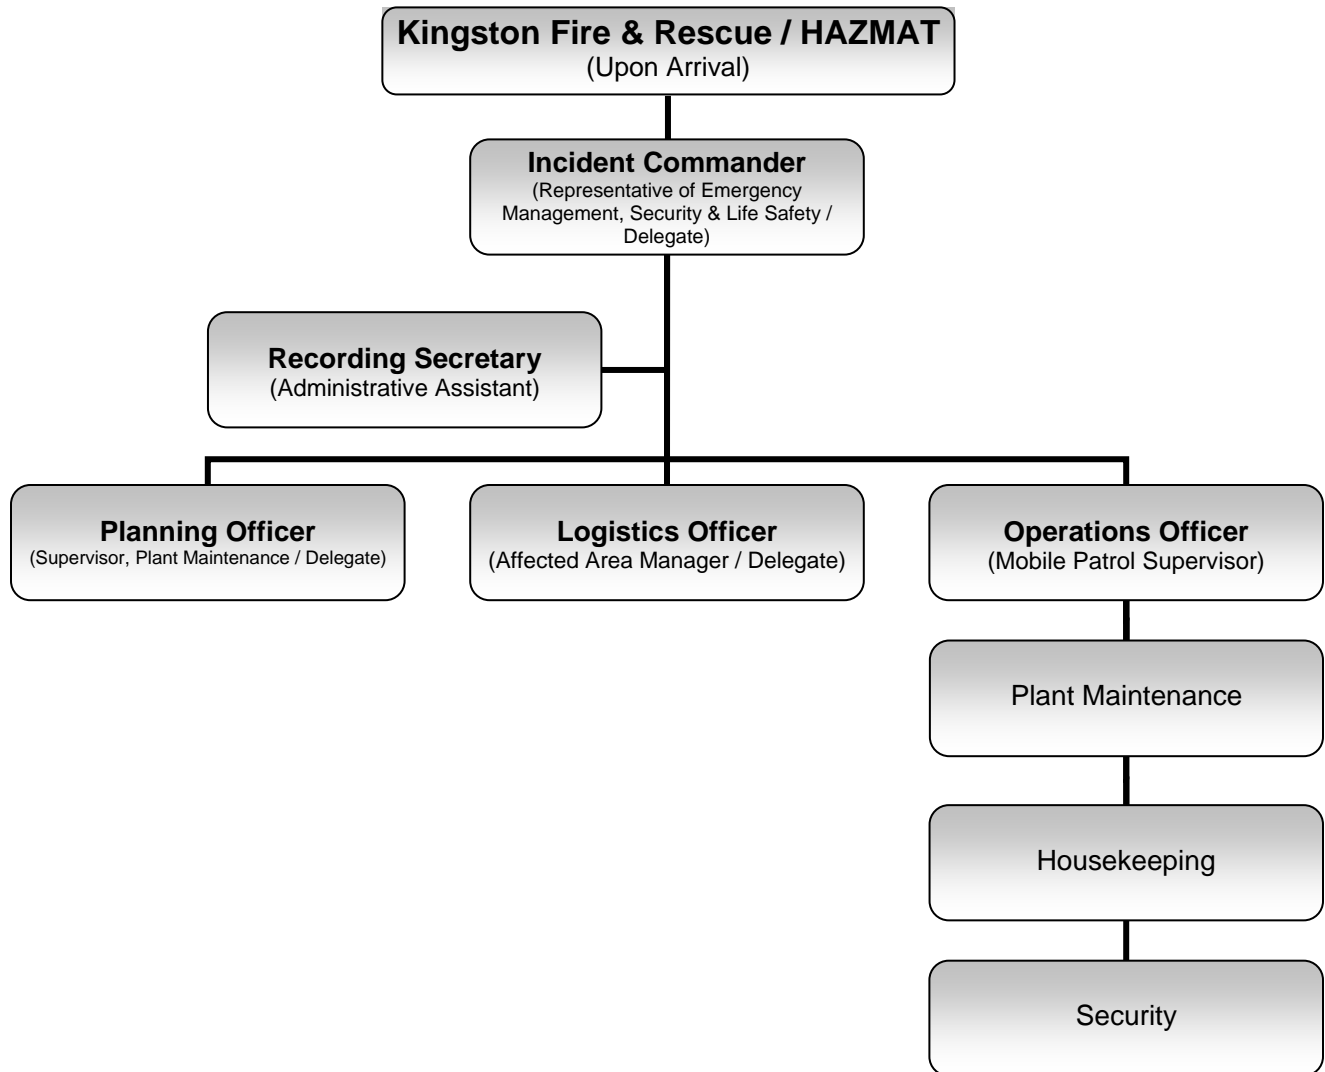 Kingston Fire & Rescue / HAZMAT
(Upon Arrival)
Incident Commander
(Representative of Emergency
Management, Security & Life Safety /
Delegate)
Recording Secretary
(Administrative Assistant)
Planning Officer
(Supervisor, Plant Maintenance / Delegate)
Logistics Officer
(Affected Area Manager / Delegate)
Operations Officer
(Mobile Patrol Supervisor)
Plant Maintenance
Housekeeping
Security